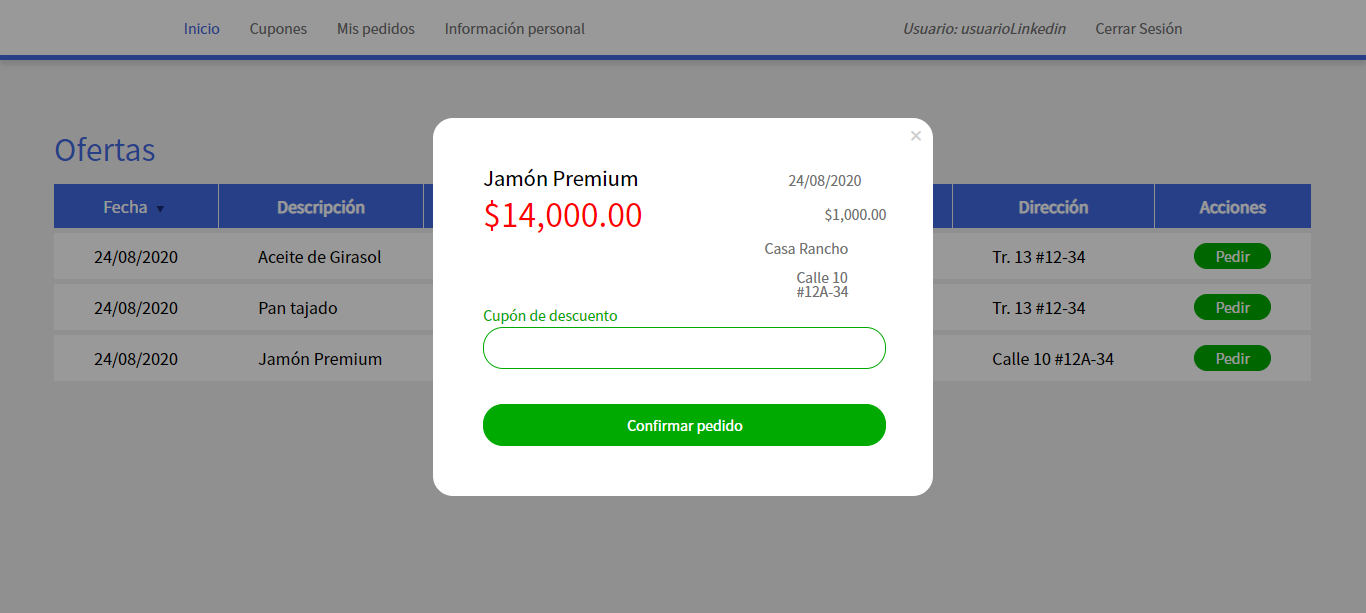 Inicio Cupones Mis pedidos Información personal Usuario: usuarioLinkedin Cerrar Sesión
Ofertas
Fecha ▼ Descripción Dirección Acciones
24/08/2020 Aceite de Girasol Tr. 13 #12-34 Pedir
24/08/2020 Pan tajado Tr. 13 #12-34 Pedir
24/08/2020 Jamón Premium Calle 10 #12A-34 Pedir
×
Jamón Premium 24/08/2020
$14,000.00 $1,000.00
Casa Rancho
Calle 10
#12A-34
Cupón de descuento
Confirmar pedido